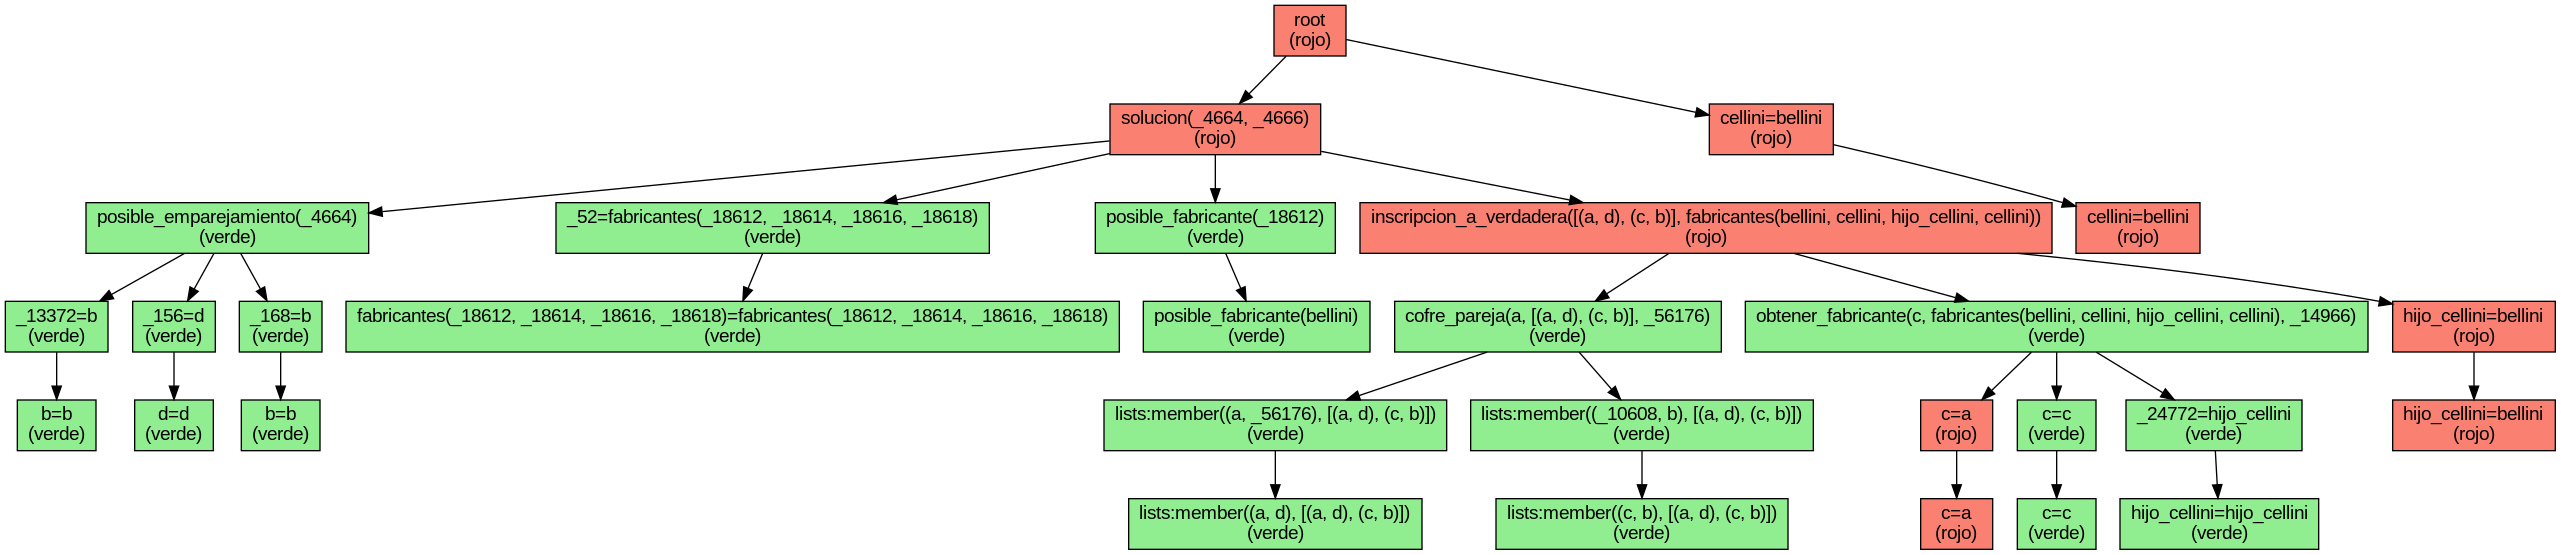 root
(rojo)
solucion(_4664, _4666)
(rojo)
cellini=bellini
(rojo)
posible_emparejamiento(_4664)
(verde)
_52=fabricantes(_18612, _18614, _18616, _18618)
(verde)
posible_fabricante(_18612)
(verde)
inscripcion_a_verdadera([(a, d), (c, b)], fabricantes(bellini, cellini, hijo_cellini, cellini))
(rojo)
cellini=bellini
(rojo)
_13372=b
(verde)
_156=d
(verde)
_168=b
(verde)
fabricantes(_18612, _18614, _18616, _18618)=fabricantes(_18612, _18614, _18616, _18618)
(verde)
posible_fabricante(bellini)
(verde)
cofre_pareja(a, [(a, d), (c, b)], _56176)
(verde)
obtener_fabricante(c, fabricantes(bellini, cellini, hijo_cellini, cellini), _14966)
(verde)
hijo_cellini=bellini
(rojo)
b=b
(verde)
d=d
(verde)
b=b
(verde)
lists:member((a, _56176), [(a, d), (c, b)])
(verde)
lists:member((_10608, b), [(a, d), (c, b)])
(verde)
c=a
(rojo)
c=c
(verde)
_24772=hijo_cellini
(verde)
hijo_cellini=bellini
(rojo)
lists:member((a, d), [(a, d), (c, b)])
(verde)
lists:member((c, b), [(a, d), (c, b)])
(verde)
c=a
(rojo)
c=c
(verde)
hijo_cellini=hijo_cellini
(verde)